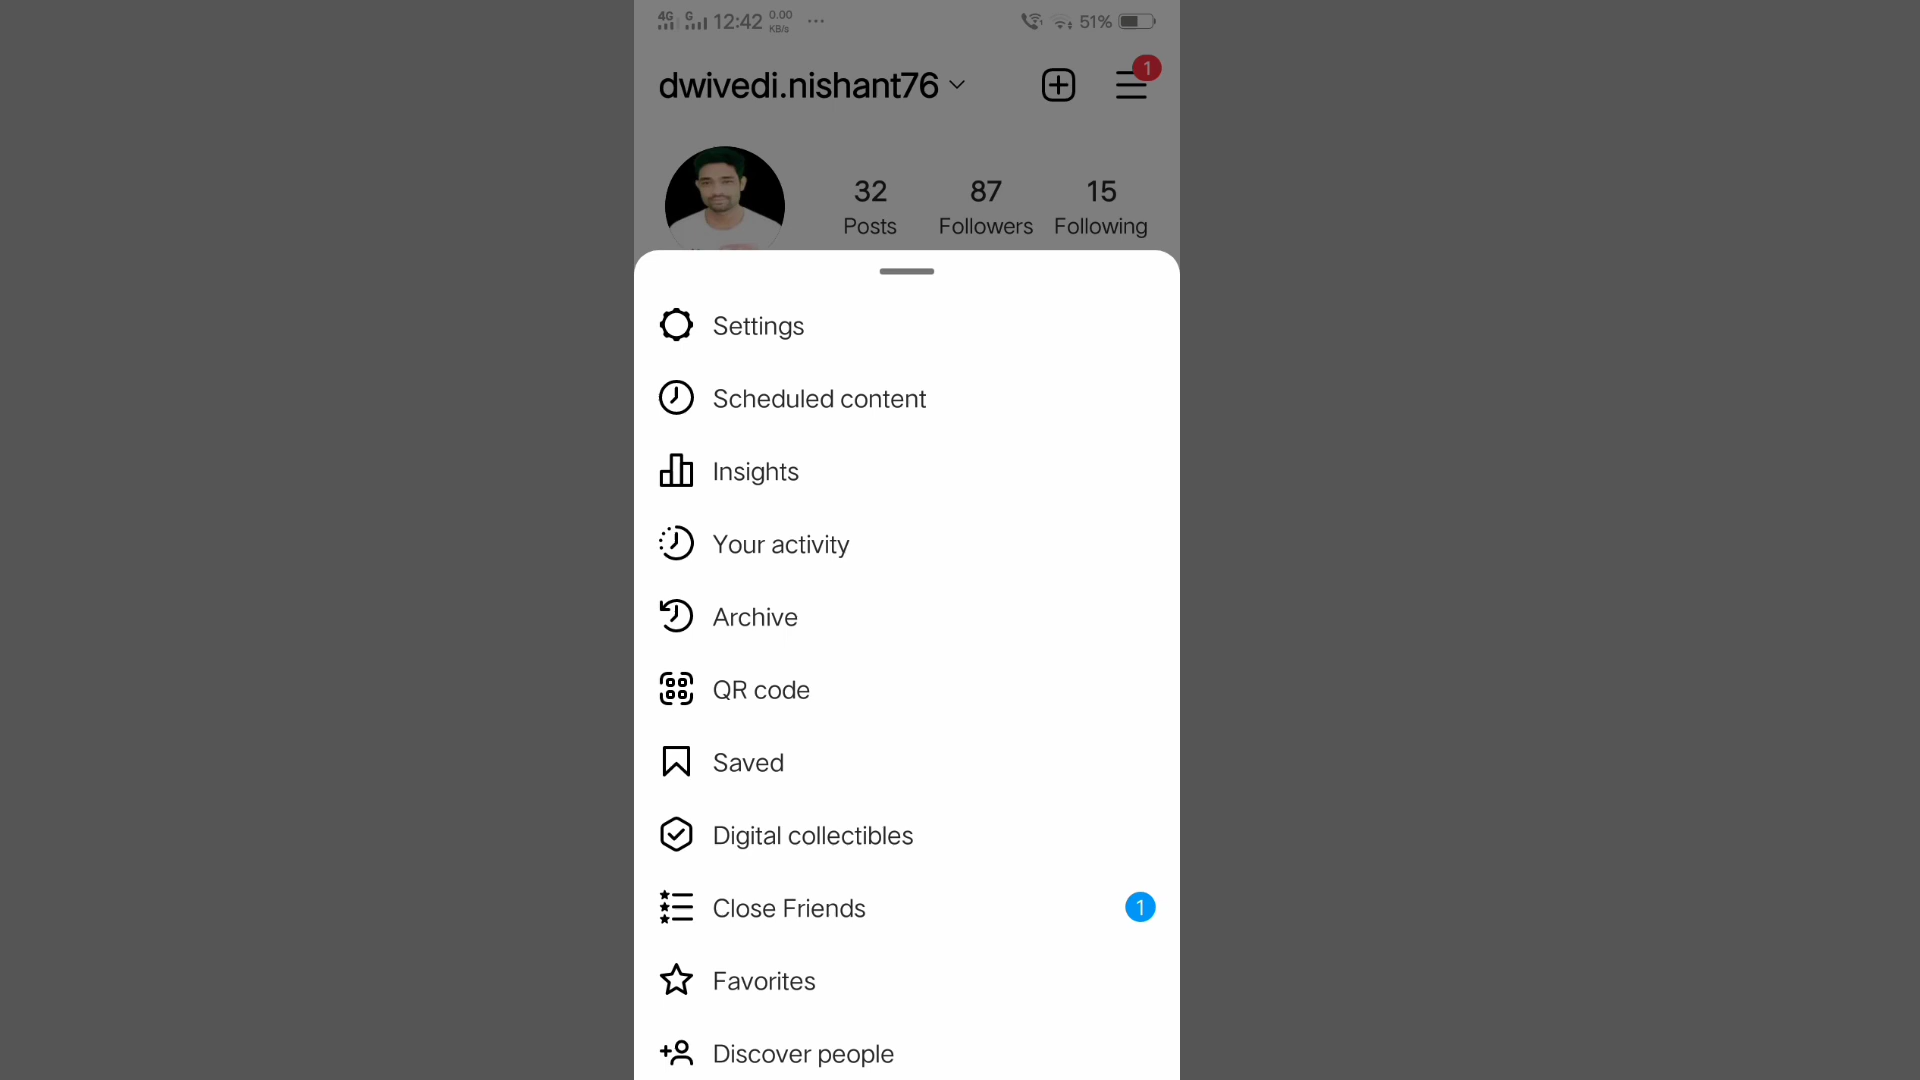 4G G 12:42 0.00 KB/s ... 51%
dwivedi.nishant76 1
32 87 15
Posts Followers Following
Settings
Scheduled content
Insights
Your activity
Archive
QR code
Saved
Digital collectibles
Close Friends 1
Favorites
Discover people